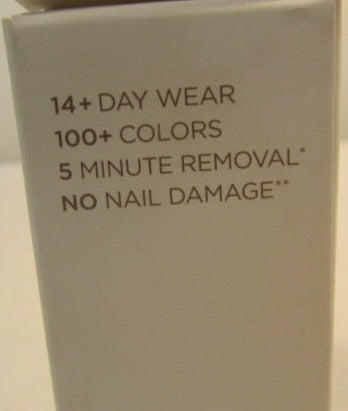 14+ DAY WEAR
100+ COLORS
5 MINUTE REMOVAL*
NO NAIL DAMAGE**